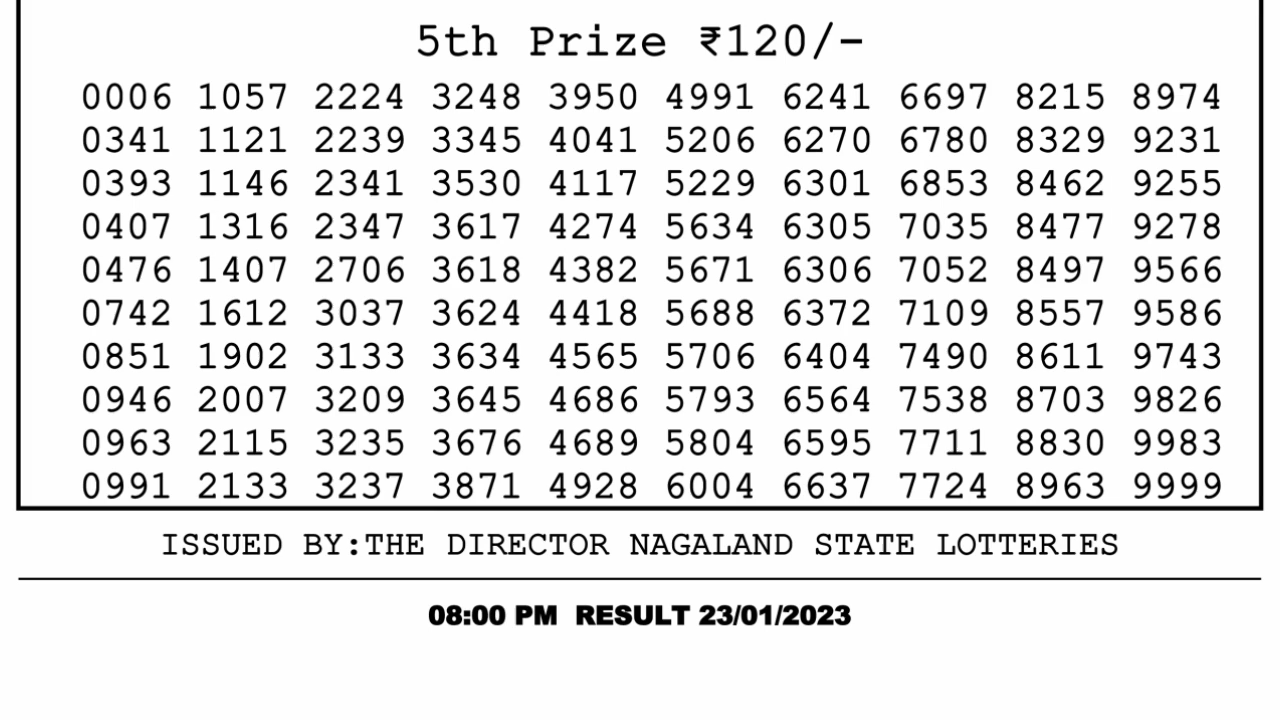 5th Prize ₹120/-
0006 1057 2224 3248 3950 4991 6241 6697 8215 8974
0341 1121 2239 3345 4041 5206 6270 6780 8329 9231
0393 1146 2341 3530 4117 5229 6301 6853 8462 9255
0407 1316 2347 3617 4274 5634 6305 7035 8477 9278
0476 1407 2706 3618 4382 5671 6306 7052 8497 9566
0742 1612 3037 3624 4418 5688 6372 7109 8557 9586
0851 1902 3133 3634 4565 5706 6404 7490 8611 9743
0946 2007 3209 3645 4686 5793 6564 7538 8703 9826
0963 2115 3235 3676 4689 5804 6595 7711 8830 9983
0991 2133 3237 3871 4928 6004 6637 7724 8963 9999
ISSUED BY:THE DIRECTOR NAGALAND STATE LOTTERIES
08:00 PM RESULT 23/01/2023